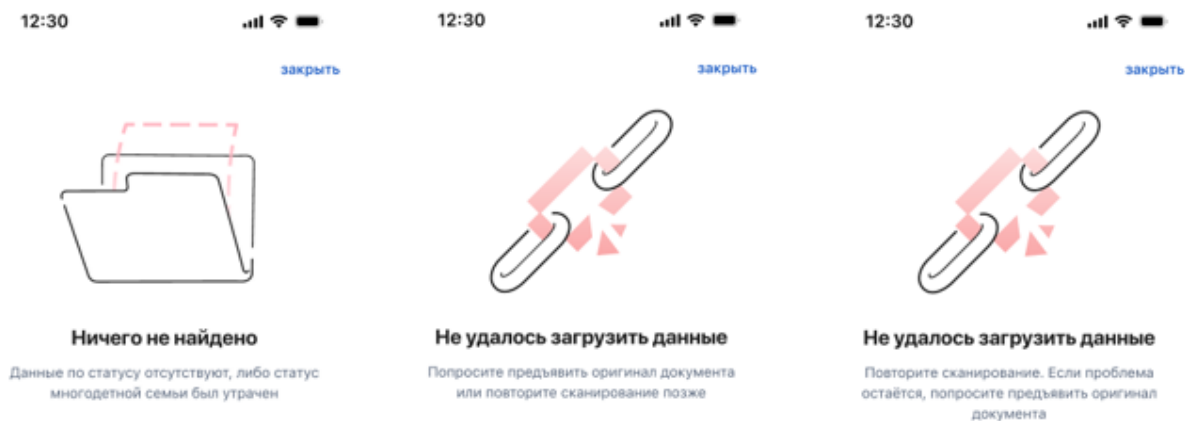 12:30
закрыть
Ничего не найдено
Данные по статусу отсутствуют, либо статус
многодетной семьи был утрачен
12:30
закрыть
Не удалось загрузить данные
Попросите предъявить оригинал документа
или повторите сканирование позже
12:30
закрыть
Не удалось загрузить данные
Повторите сканирование. Если проблема
остаётся, попросите предъявить оригинал
документа